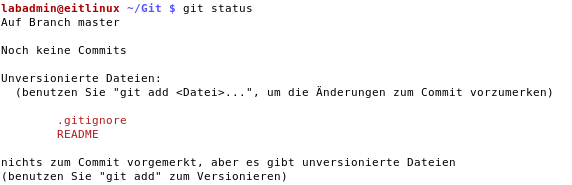 labadmin@eitlinux ~/Git $ git status
Auf Branch master

Noch keine Commits

Unversionierte Dateien:
  (benutzen Sie "git add <Datei>...", um die Änderungen zum Commit vorzumerken)

        .gitignore
        README

nichts zum Commit vorgemerkt, aber es gibt unversionierte Dateien
(benutzen Sie "git add" zum Versionieren)